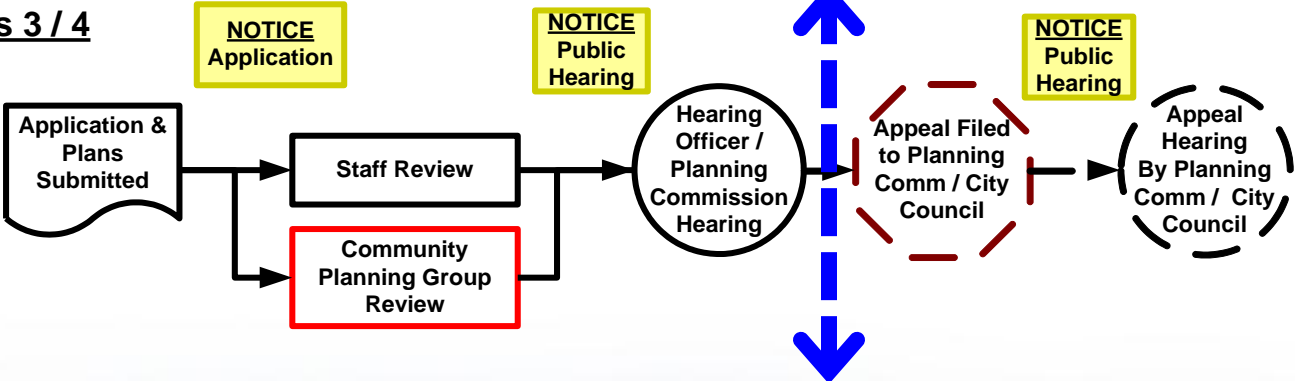 s 3 / 4
NOTICE
Application
NOTICE
Public
Hearing
NOTICE
Public
Hearing
Application &
Plans
Submitted
Staff Review
Community
Planning Group
Review
Hearing
Officer /
Planning
Commission
Hearing
Appeal Filed
to Planning
Comm / City
Council
Appeal
Hearing
By Planning
Comm / City
Council